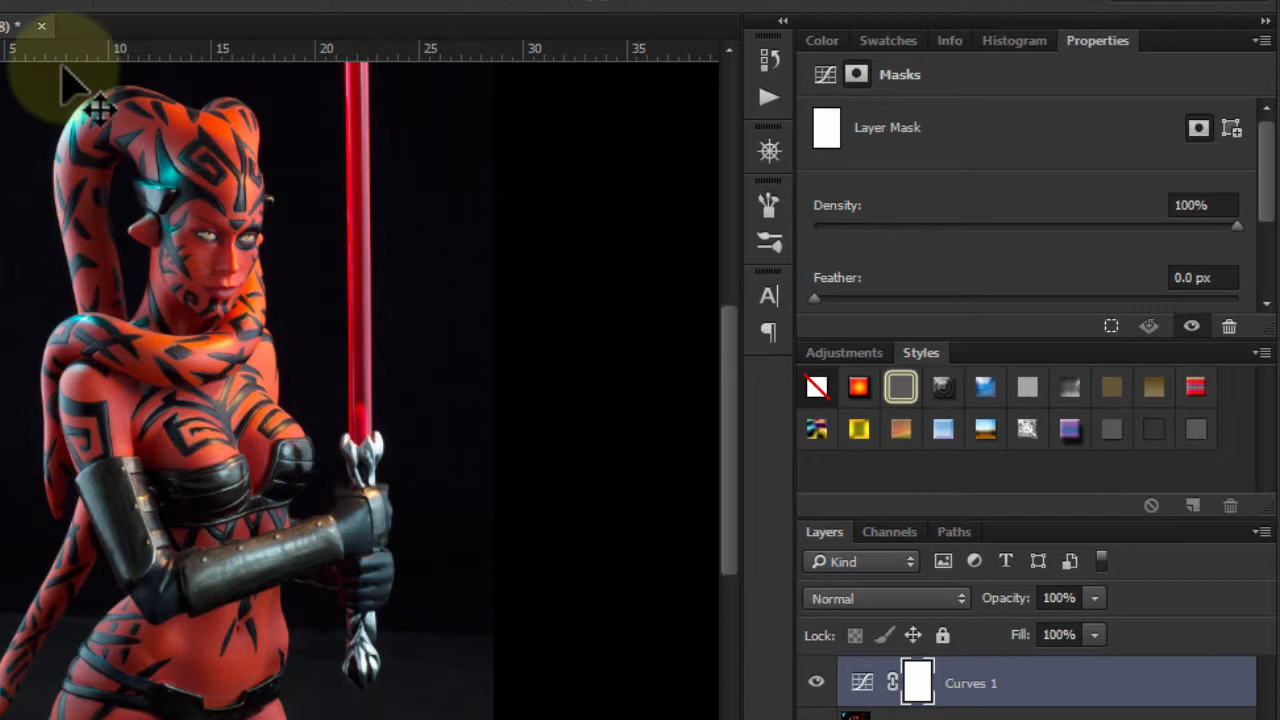 8) * ×
5 10 15 20 25 30 35
Color Swatches Info Histogram Properties
Masks
Layer Mask
Density: 100%
Feather: 0.0 px
Adjustments Styles
Layers Channels Paths
Kind T
Normal Opacity: 100%
Lock: Fill: 100%
Curves 1